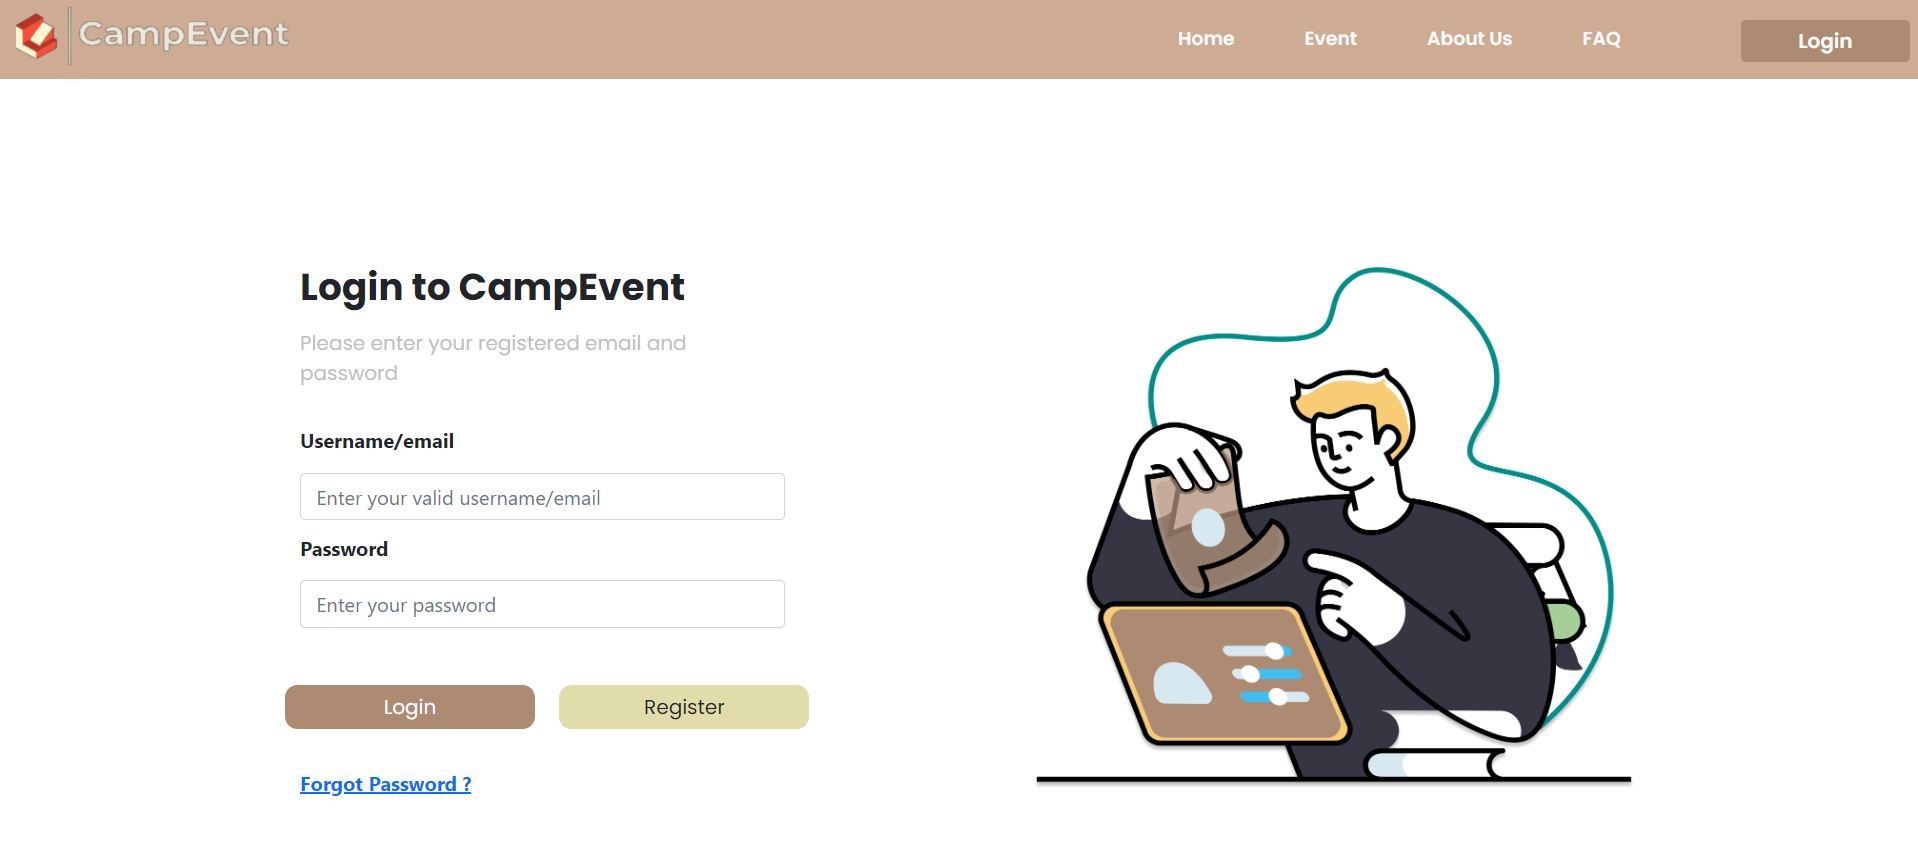 CampEvent
Home
Event
About Us
FAQ
Login
Login to CampEvent
Please enter your registered email and
password
Username/email
Enter your valid username/email
Password
Enter your password
Login
Register
Forgot Password ?